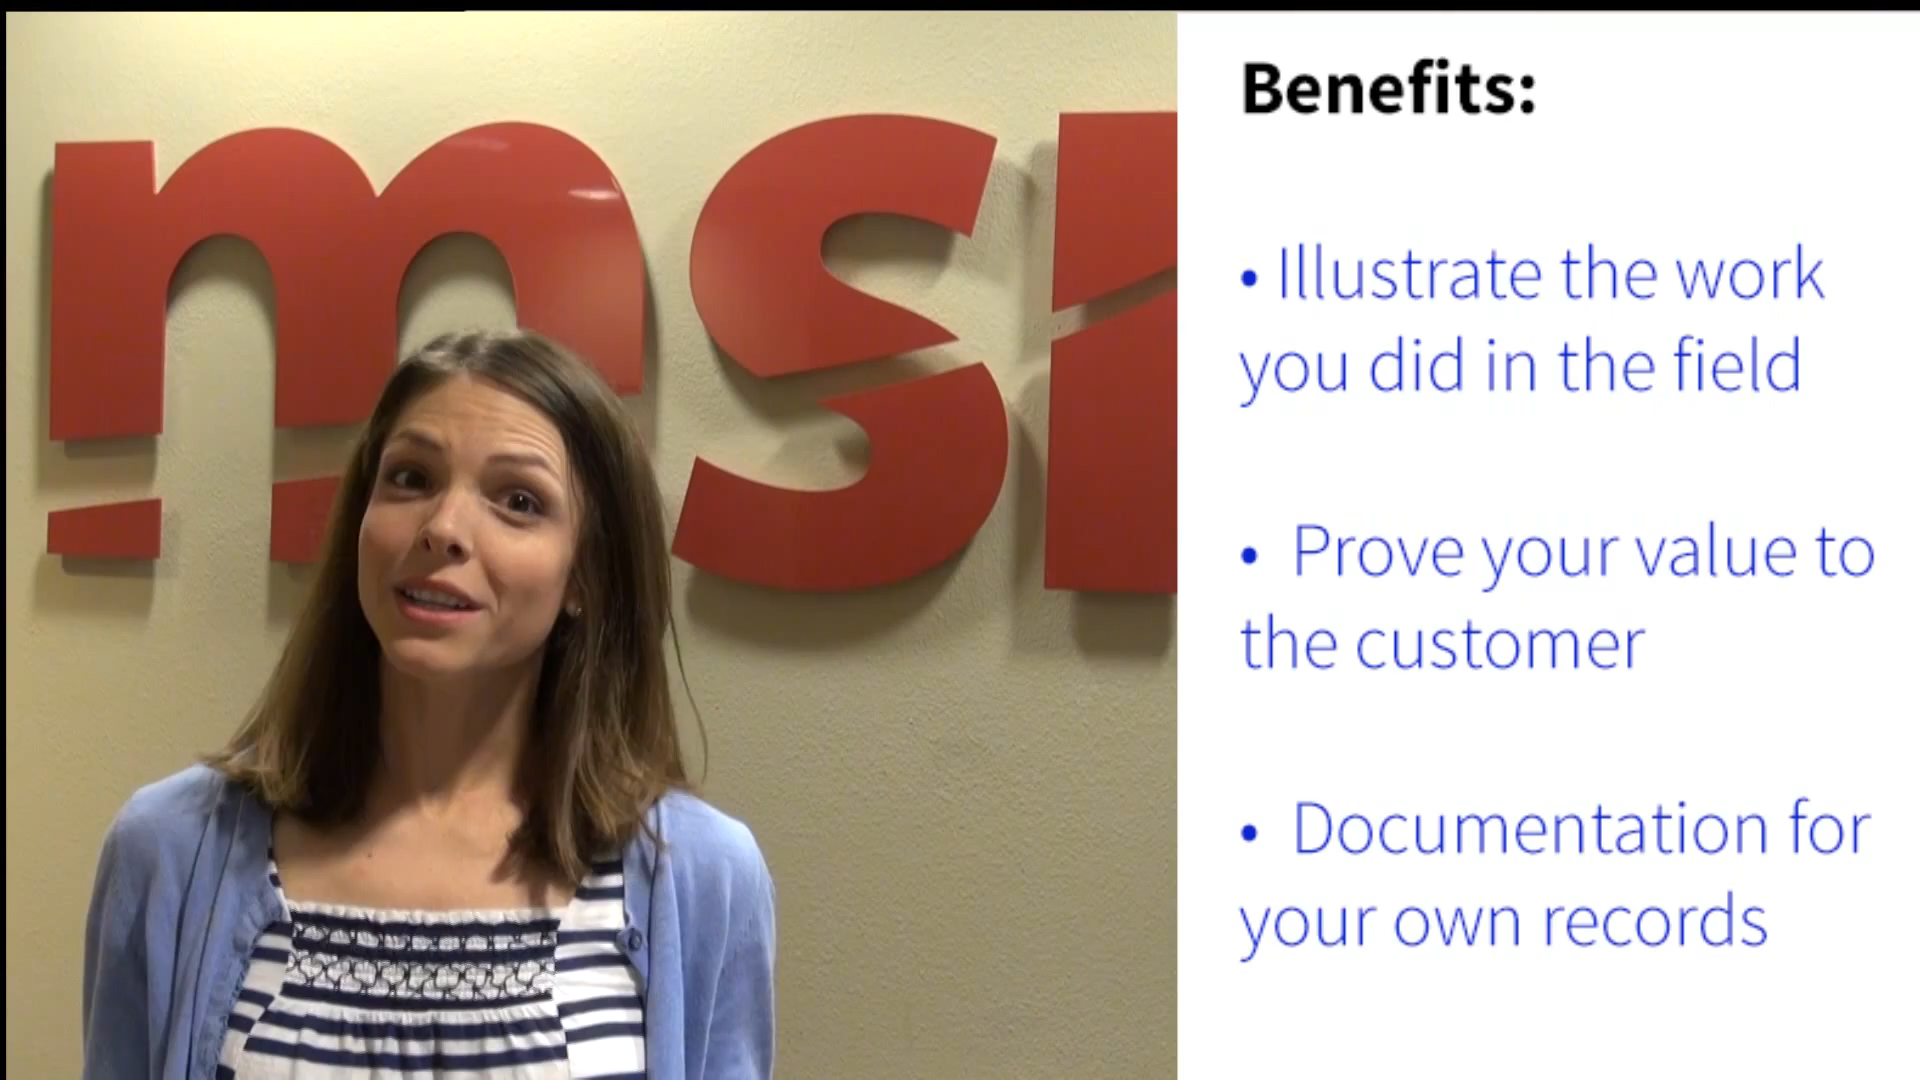 msi
Benefits:
• Illustrate the work
you did in the field
• Prove your value to
the customer
• Documentation for
your own records